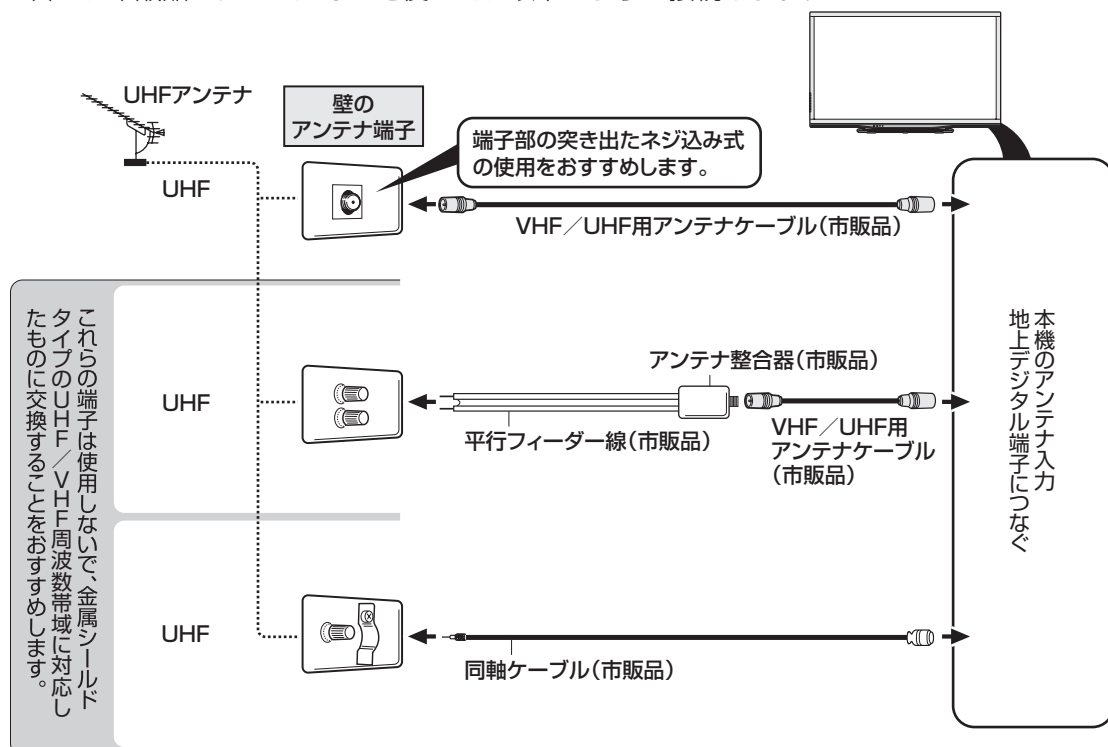 UHFアンテナ
壁の
アンテナ端子
端子部の突き出たネジ込み式
の使用をおすすめします。
UHF
VHF/UHF用アンテナケーブル(市販品)
これらの端子は使用しないで、金属シールド
タイプのUHF/VHF周波数帯域に対応し
たものに交換することをおすすめします。
UHF
アンテナ整合器(市販品)
平行フィーダー線(市販品)
VHF/UHF用
アンテナケーブル
(市販品)
UHF
同軸ケーブル(市販品)
本機のアンテナ入力
地上デジタル端子につなぐ